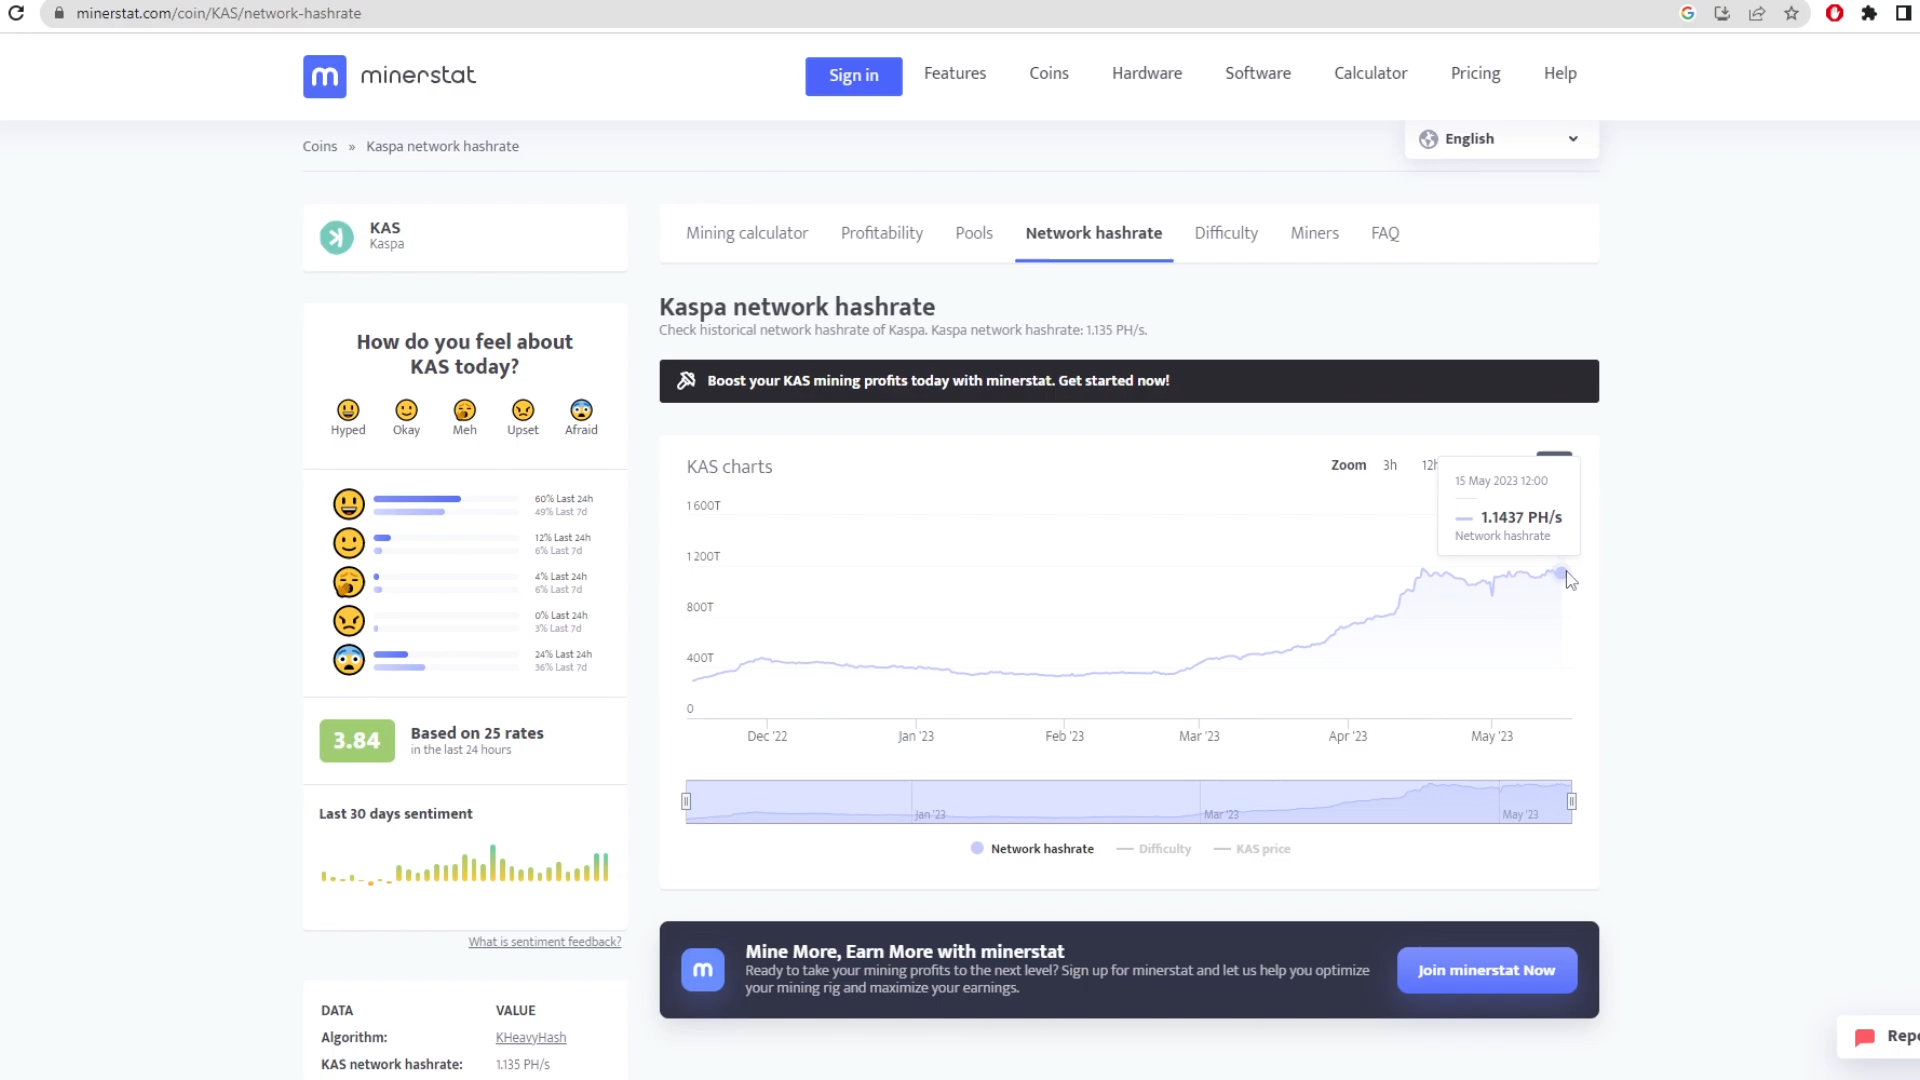 minerstat.com/coin/KAS/network-hashrate
minerstat
Sign in
Features
Coins
Hardware
Software
Calculator
Pricing
Help
Coins » Kaspa network hashrate
English
KAS
Kaspa
Mining calculator
Profitability
Pools
Network hashrate
Difficulty
Miners
FAQ
Kaspa network hashrate
Check historical network hashrate of Kaspa. Kaspa network hashrate: 1.135 PH/s.
How do you feel about
KAS today?
Hyped
Okay
Meh
Upset
Afraid
Boost your KAS mining profits today with minerstat. Get started now!
60% Last 24h
49% Last 7d
12% Last 24h
6% Last 7d
4% Last 24h
6% Last 7d
0% Last 24h
3% Last 7d
24% Last 24h
36% Last 7d
3.84
Based on 25 rates
in the last 24 hours
Last 30 days sentiment
What is sentiment feedback?
DATA
VALUE
Algorithm:
KHeavyHash
KAS network hashrate:
1.135 PH/s
KAS charts
Zoom
3h
12h
15 May 2023 12:00
1.1437 PH/s
Network hashrate
1 600T
1 200T
800T
400T
0
Dec '22
Jan '23
Feb '23
Mar '23
Apr '23
May '23
Jan '23
Mar '23
May '23
Network hashrate
Difficulty
KAS price
Mine More, Earn More with minerstat
Ready to take your mining profits to the next level? Sign up for minerstat and let us help you optimize
your mining rig and maximize your earnings.
Join minerstat Now
Repo